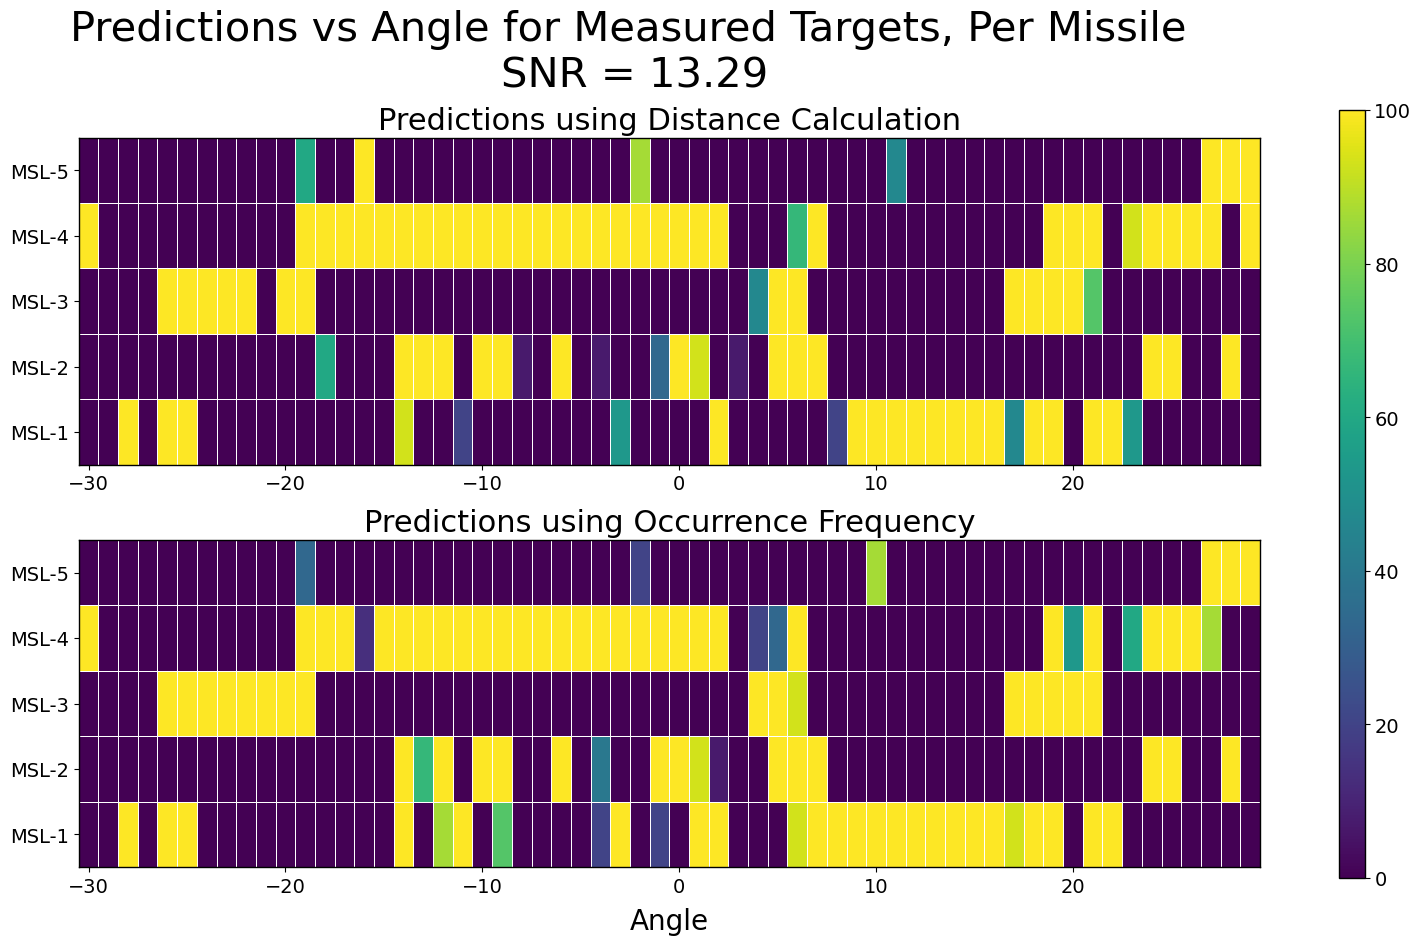 Predictions vs Angle for Measured Targets, Per Missile
SNR = 13.29
Predictions using Distance Calculation
MSL-5
MSL-4
MSL-3
MSL-2
MSL-1
−30 −20 −10 0 10 20
Predictions using Occurrence Frequency
MSL-5
MSL-4
MSL-3
MSL-2
MSL-1
−30 −20 −10 0 10 20
Angle
100
80
60
40
20
0